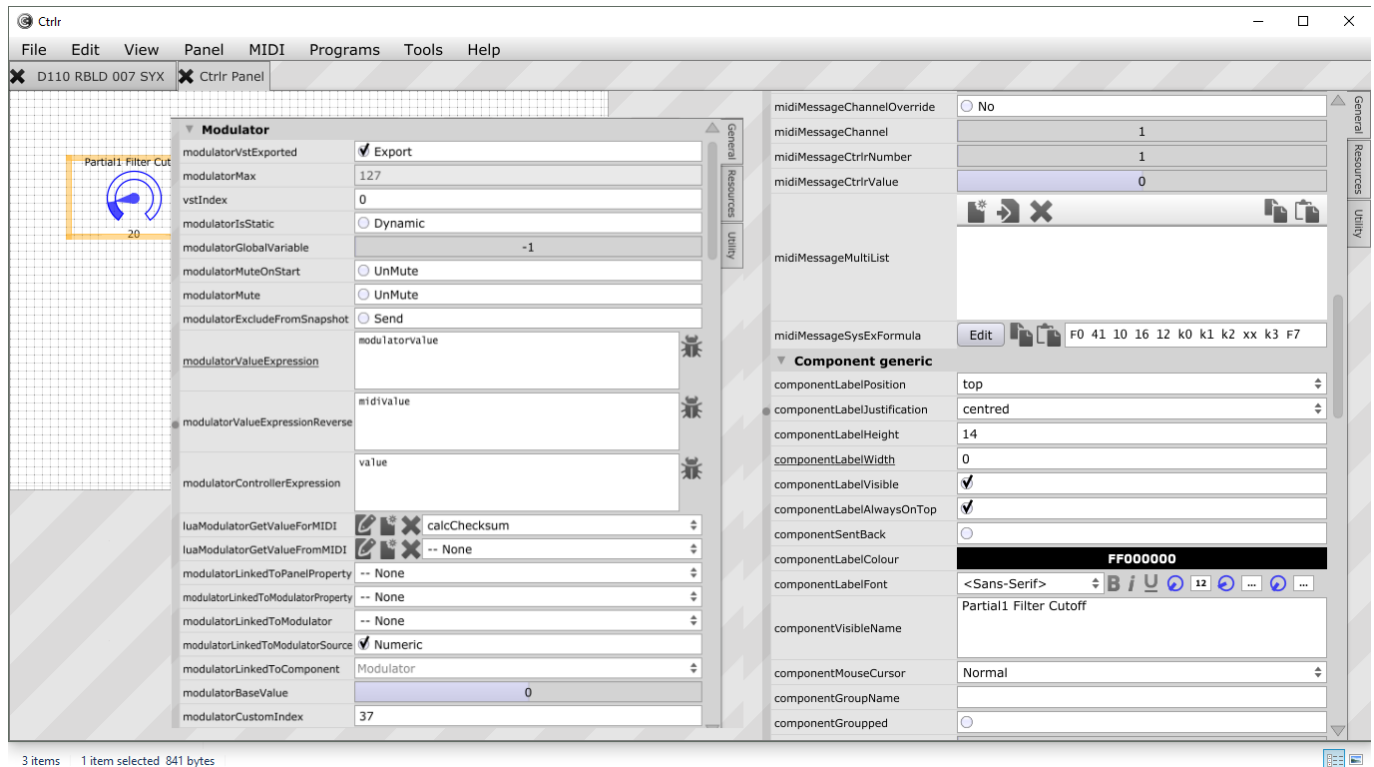 Ctrlr
File Edit View Panel MIDI Programs Tools Help
D110 RBLD 007 SYX Ctrlr Panel
Partial1 Filter Cut
20
Modulator
modulatorVstExported Export
modulatorMax 127
vstIndex 0
modulatorIsStatic Dynamic
modulatorGlobalVariable -1
modulatorMuteOnStart UnMute
modulatorMute UnMute
modulatorExcludeFromSnapshot Send
modulatorValueExpression modulatorvalue
modulatorValueExpressionReverse midivalue
modulatorControllerExpression value
luaModulatorGetValueForMIDI calcChecksum
luaModulatorGetValueFromMIDI -- None
modulatorLinkedToPanelProperty -- None
modulatorLinkedToModulatorProperty -- None
modulatorLinkedToModulator -- None
modulatorLinkedToModulatorSource Numeric
modulatorLinkedToComponent Modulator
modulatorBaseValue 0
modulatorCustomIndex 37
General
Resources
Utility
midiMessageChannelOverride No
midiMessageChannel 1
midiMessageCtrlrNumber 1
midiMessageCtrlrValue 0
midiMessageMultiList
midiMessageSysExFormula Edit F0 41 10 16 12 k0 k1 k2 xx k3 F7
Component generic
componentLabelPosition top
componentLabelJustification centred
componentLabelHeight 14
componentLabelWidth 0
componentLabelVisible
componentLabelAlwaysOnTop
componentSentBack
componentLabelColour FF000000
componentLabelFont <Sans-Serif> B i U 12 ... ...
componentVisibleName Partial1 Filter Cutoff
componentMouseCursor Normal
componentGroupName
componentGroupped
General
Resources
Utility
3 items 1 item selected 841 bytes